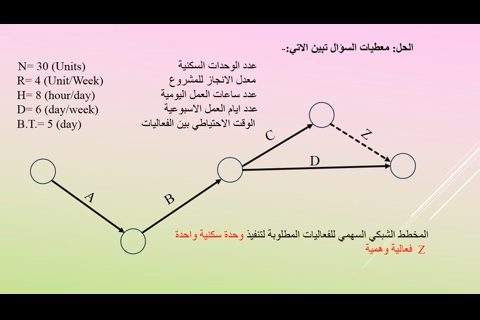 الحل: معطيات السؤال تبين الاتي:-
N= 30 (Units) عدد الوحدات السكنية
R= 4 (Unit/Week) معدل الانجاز للمشروع
H= 8 (hour/day) عدد ساعات العمل اليومية
D= 6 (day/week) عدد ايام العمل الاسبوعية
B.T.= 5 (day) الوقت الاحتياطي بين الفعاليات
C
Z
D
A
B
المخطط الشبكي السهمي للفعاليات المطلوبة لتنفيذ وحدة سكنية واحدة
Z فعالية وهمية